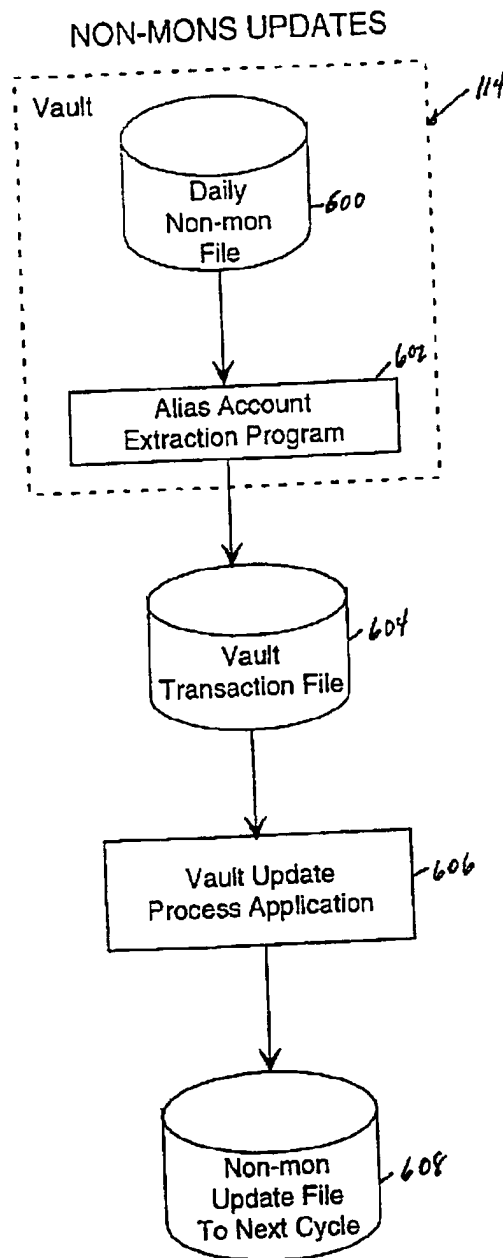 NON-MONS UPDATES
114
Vault
Daily
Non-mon
File
600
602
Alias Account
Extraction Program
604
Vault
Transaction File
Vault Update
Process Application
606
Non-mon
Update File
To Next Cycle
608